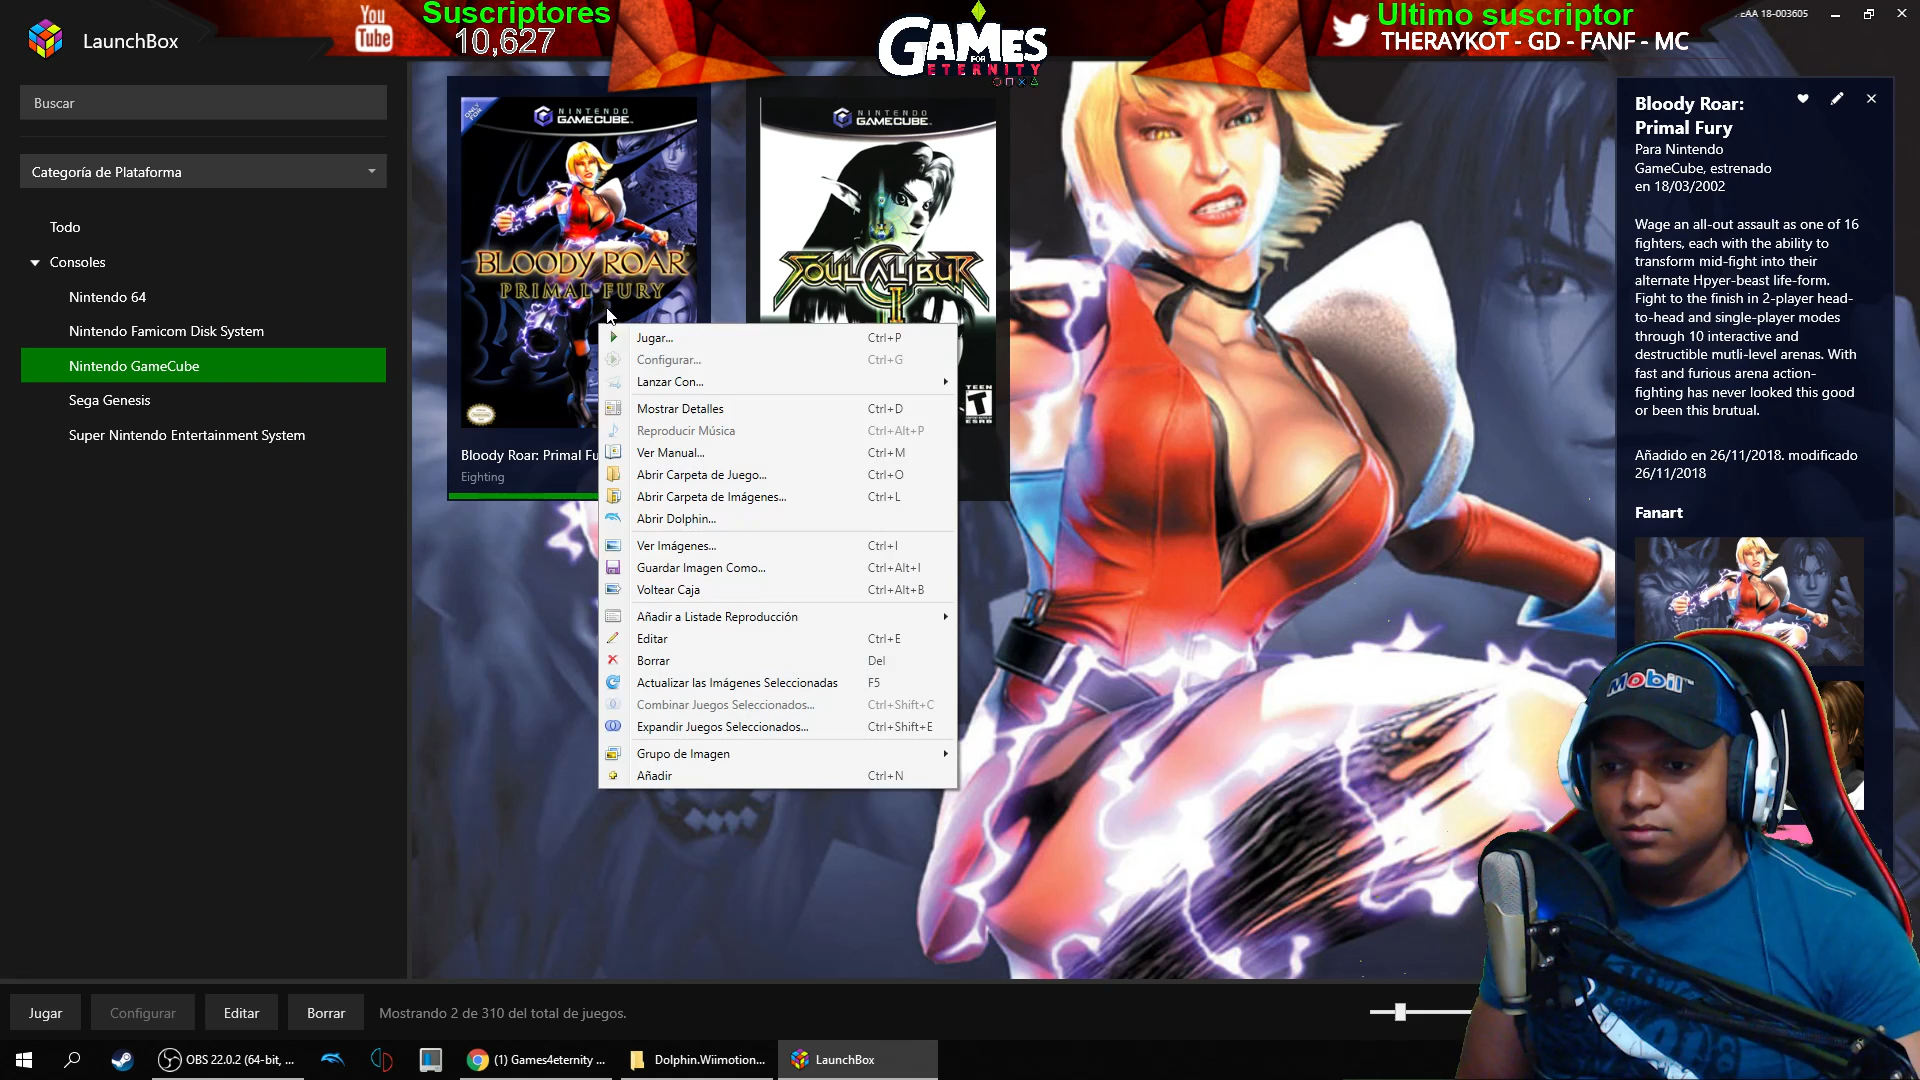 LaunchBox
You
Tube
Suscriptores
10,627
GAMES
FOR
ETERNITY
Ultimo suscriptor
THERAYKOT - GD - FANF - MC
EAA 18-003605
Buscar
Categoría de Plataforma
Todo
Consoles
Nintendo 64
Nintendo Famicom Disk System
Nintendo GameCube
Sega Genesis
Super Nintendo Entertainment System
ONLY FOR
NINTENDO
GAMECUBE
BLOODY ROAR
PRIMAL FURY
Bloody Roar: Primal Fu
Fighting
NINTENDO
GAMECUBE
SOULCALIBUR
II
TEEN
T
ESRB
Jugar... Ctrl+P
Configurar... Ctrl+G
Lanzar Con...
Mostrar Detalles Ctrl+D
Reproducir Música Ctrl+Alt+P
Ver Manual... Ctrl+M
Abrir Carpeta de Juego... Ctrl+O
Abrir Carpeta de Imágenes... Ctrl+L
Abrir Dolphin...
Ver Imágenes... Ctrl+I
Guardar Imagen Como... Ctrl+Alt+I
Voltear Caja Ctrl+Alt+B
Añadir a Listade Reproducción
Editar Ctrl+E
Borrar Del
Actualizar las Imágenes Seleccionadas F5
Combinar Juegos Seleccionados... Ctrl+Shift+C
Expandir Juegos Seleccionados... Ctrl+Shift+E
Grupo de Imagen
Añadir Ctrl+N
Bloody Roar:
Primal Fury
Para Nintendo
GameCube, estrenado
en 18/03/2002
Wage an all-out assault as one of 16
fighters, each with the ability to
transform mid-fight into their
alternate Hpyer-beast life-form.
Fight to the finish in 2-player head-
to-head and single-player modes
through 10 interactive and
destructible mutli-level arenas. With
fast and furious arena action-
fighting has never looked this good
or been this brutual.
Añadido en 26/11/2018. modificado
26/11/2018
Fanart
Mobil
Jugar
Configurar
Editar
Borrar
Mostrando 2 de 310 del total de juegos.
OBS 22.0.2 (64-bit, ...
(1) Games4eternity ...
Dolphin.Wiimotion...
LaunchBox